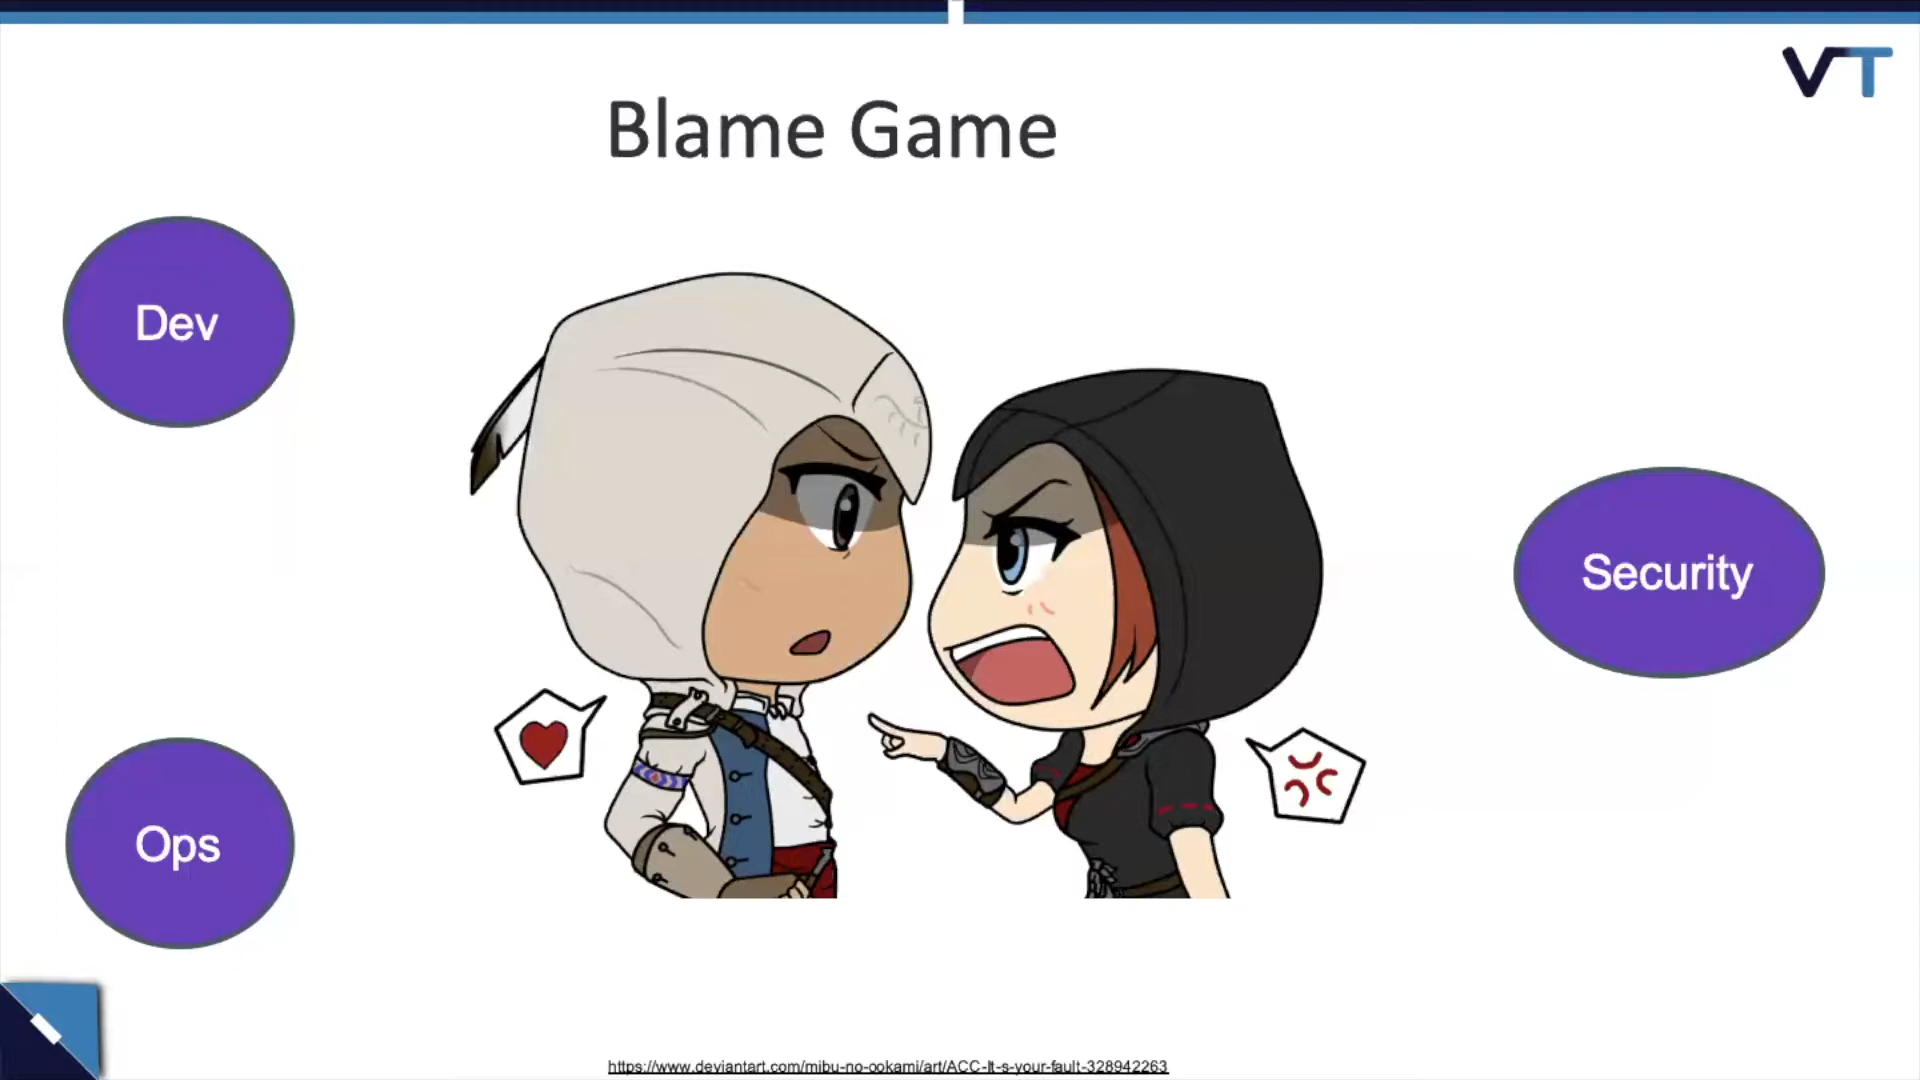 VT
Blame Game
Dev
Security
Ops
https://www.deviantart.com/mibu-no-ookami/art/ACC-It-s-your-fault-328942263